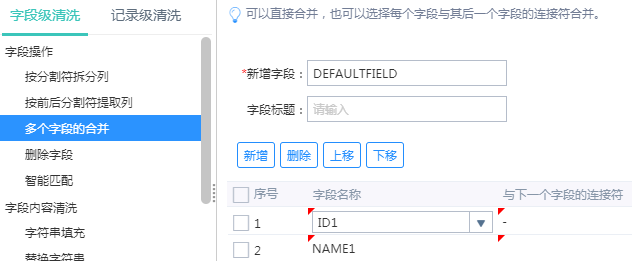 字段级清洗 记录级清洗
字段操作
按分割符拆分列
按前后分割符提取列
多个字段的合并
删除字段
智能匹配
字段内容清洗
字符串填充
替换字符串
可以直接合并，也可以选择每个字段与其后一个字段的连接符合并。
*新增字段： DEFAULTFIELD
字段标题： 请输入
新增 删除 上移 下移
序号 字段名称 与下一个字段的连接符
1 ID1 -
2 NAME1